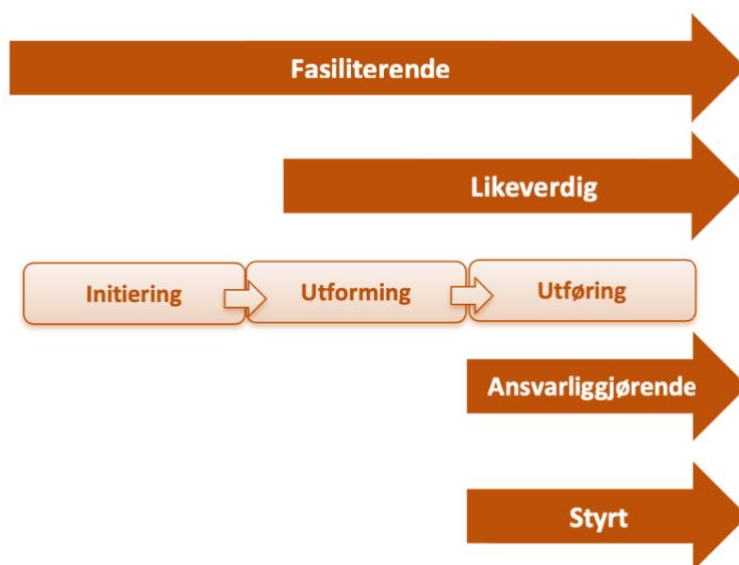 Fasiliterende
Likeverdig
Initiering
Utforming
Utføring
Ansvarliggjørende
Styrt